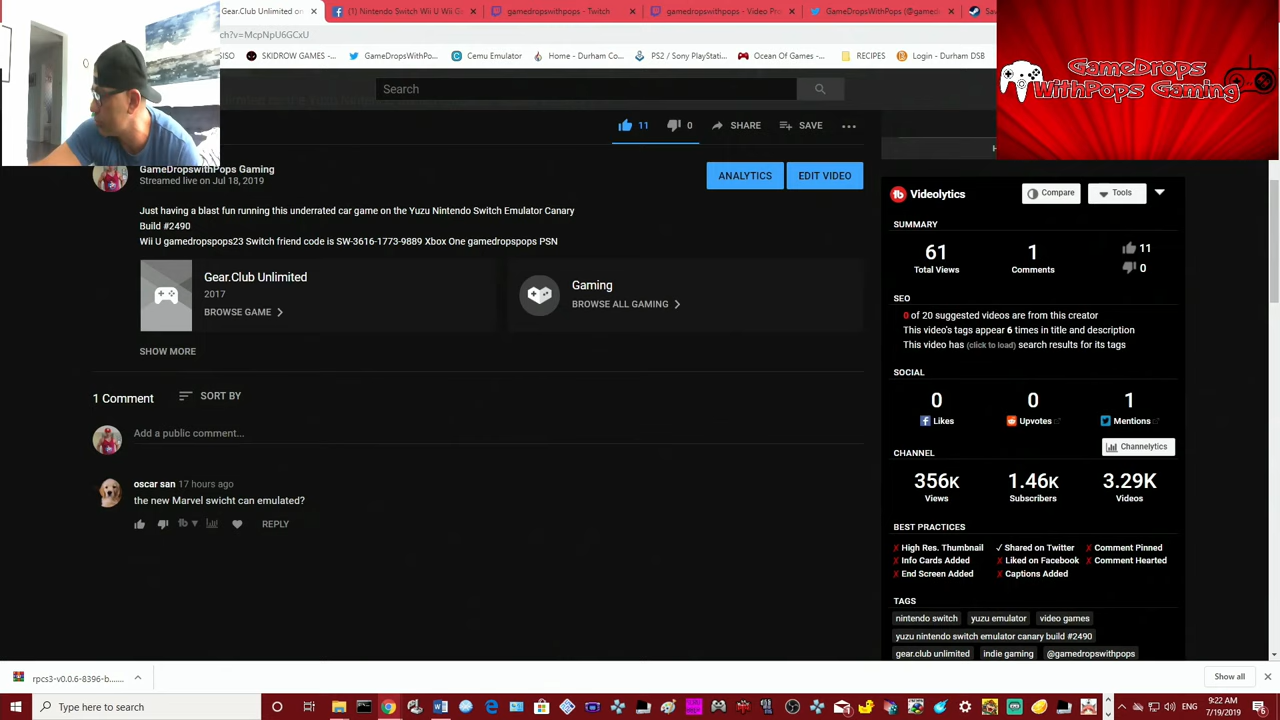 Gear.Club Unlimited on
(1) Nintendo Switch Wii U Wii G
gamedropswithpops - Twitch
gamedropswithpops - Video Pr
GameDropsWithPops (@gamed
ch?v=McpNpU6GCxU
ISO
SKIDROW GAMES -...
GameDropsWithPo...
Cemu Emulator
Home - Durham Co...
PS2 / Sony PlayStati...
Ocean Of Games -...
RECIPES
Login - Durham DSB
GameDrops
WithPops Gaming
Search
11
0
SHARE
SAVE
GameDropswithPops Gaming
Streamed live on Jul 18, 2019
ANALYTICS
EDIT VIDEO
Just having a blast fun running this underrated car game on the Yuzu Nintendo Switch Emulator Canary
Build #2490
Wii U gamedropspops23 Switch friend code is SW-3616-1773-9889 Xbox One gamedropspops PSN
Gear.Club Unlimited
2017
BROWSE GAME
Gaming
BROWSE ALL GAMING
SHOW MORE
1 Comment
SORT BY
Add a public comment...
oscar san 17 hours ago
the new Marvel swicht can emulated?
REPLY
Videolytics
Compare
Tools
SUMMARY
61
Total Views
1
Comments
11
0
SEO
0 of 20 suggested videos are from this creator
This video's tags appear 6 times in title and description
This video has (click to load) search results for its tags
SOCIAL
0
Likes
0
Upvotes
1
Mentions
Channelytics
CHANNEL
356K
Views
1.46K
Subscribers
3.29K
Videos
BEST PRACTICES
✗ High Res. Thumbnail
✓ Shared on Twitter
✗ Comment Pinned
✗ Info Cards Added
✗ Liked on Facebook
✗ Comment Hearted
✗ End Screen Added
✗ Captions Added
TAGS
nintendo switch
yuzu emulator
video games
yuzu nintendo switch emulator canary build #2490
gear.club unlimited
indie gaming
@gamedropswithpops
rpcs3-v0.0.6-8396-b......
Show all
Type here to search
ENG
9:22 AM
7/19/2019
6